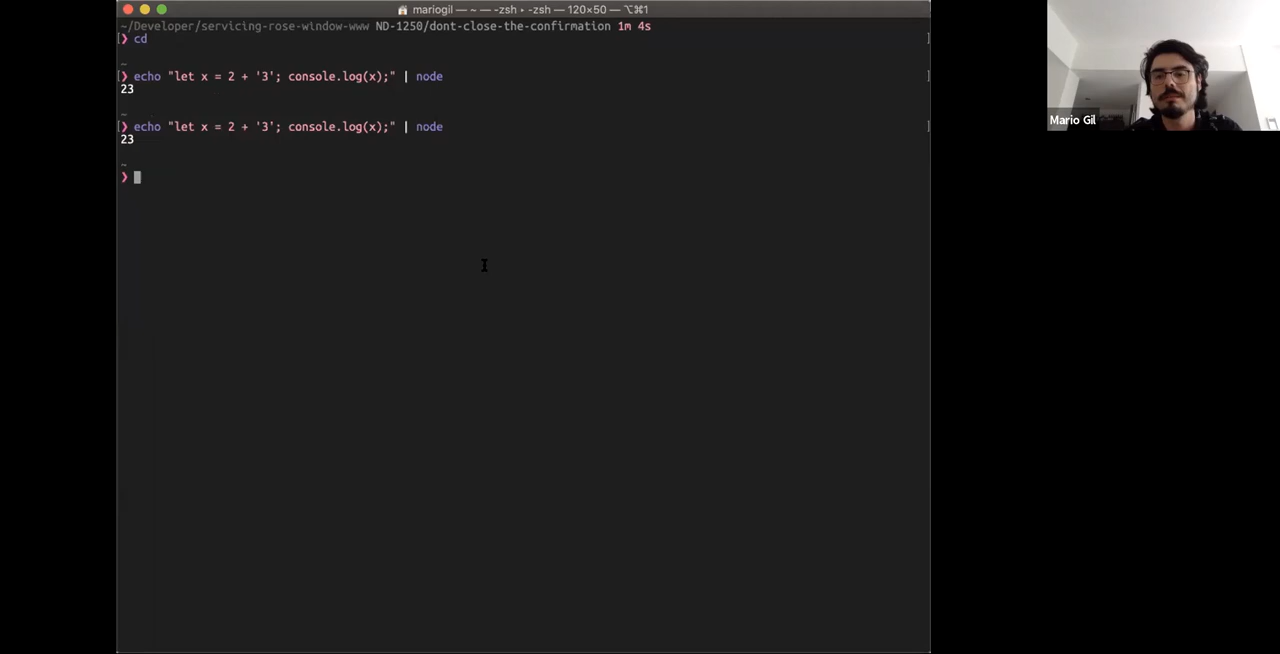 mariogil — ~ — -zsh ▸ -zsh — 120×50 — ⌥⌘1
~/Developer/servicing-rose-window-www ND-1250/dont-close-the-confirmation 1m 4s
[❯ cd ]
~
[❯ echo "let x = 2 + '3'; console.log(x);" | node ]
23
~
[❯ echo "let x = 2 + '3'; console.log(x);" | node ]
23
~
❯
Mario Gil